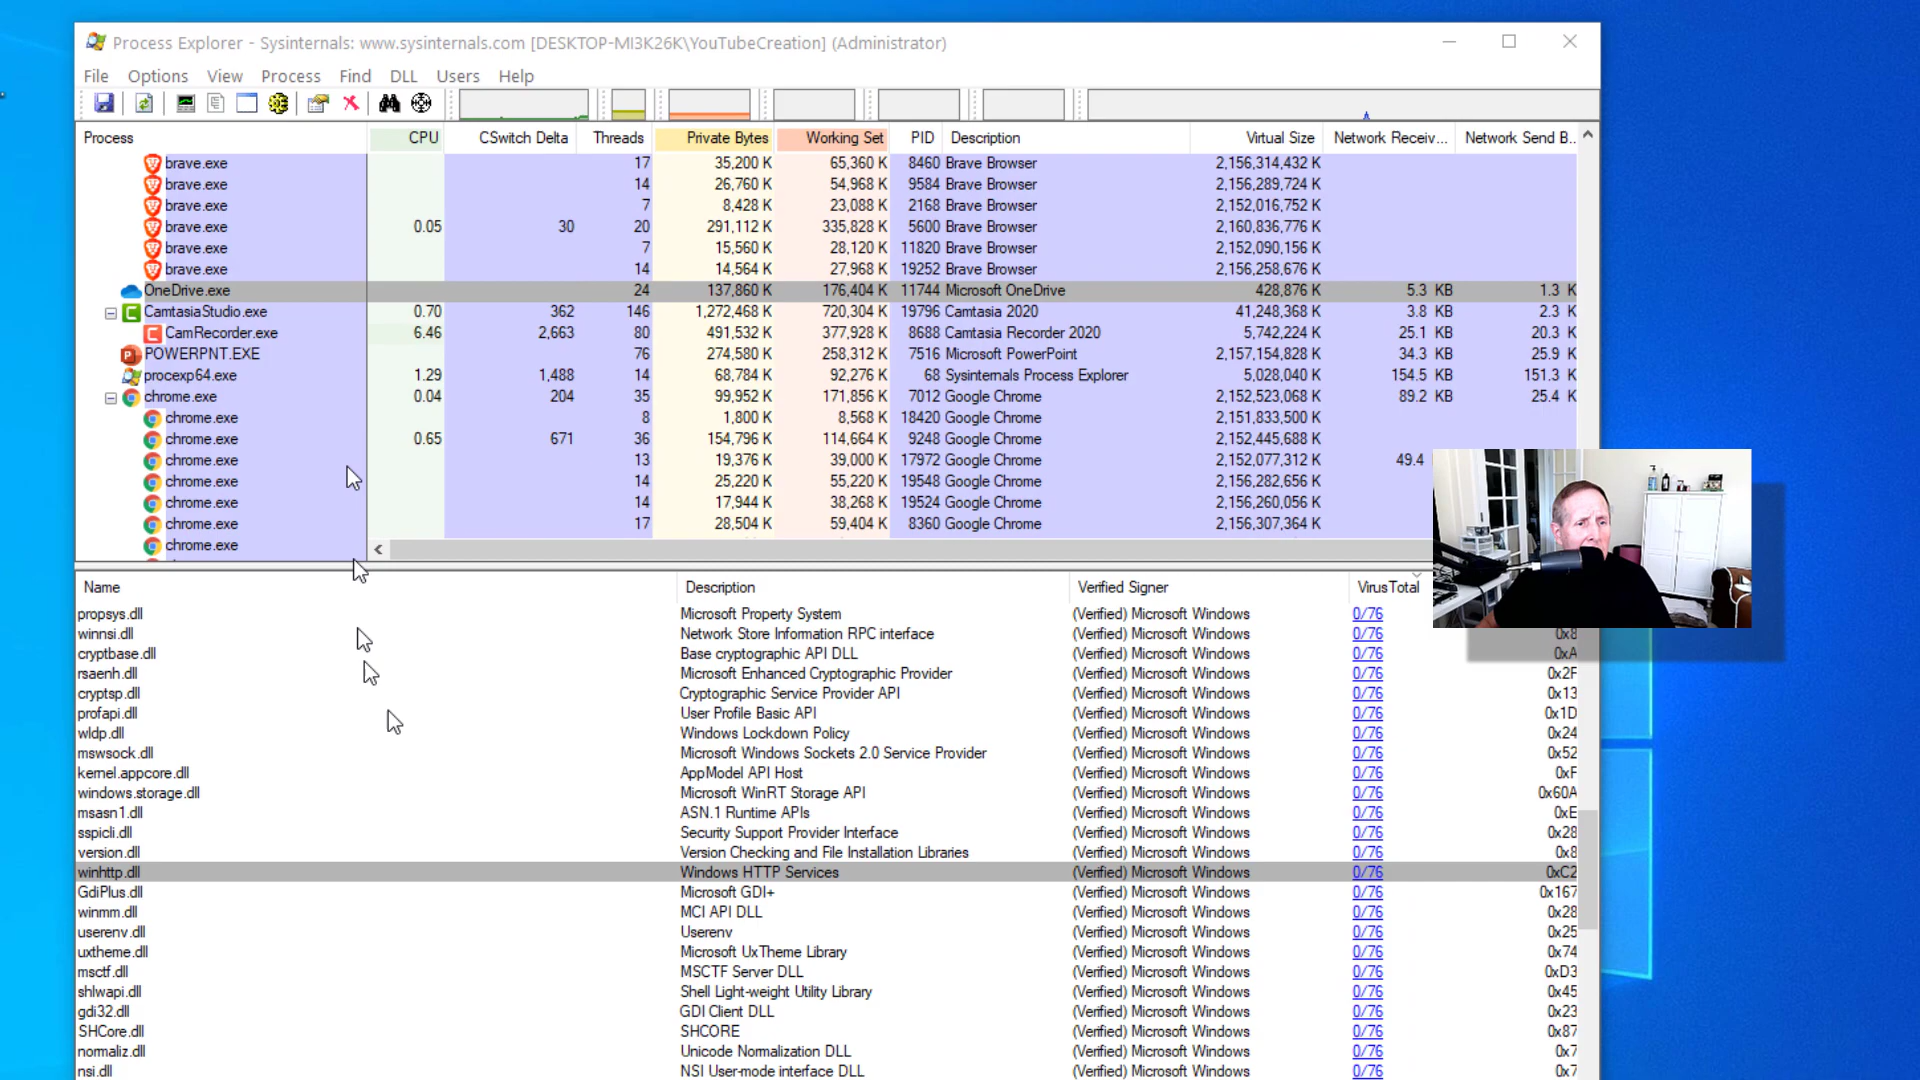 Process Explorer - Sysinternals: www.sysinternals.com [DESKTOP-MI3K26K\YouTubeCreation] (Administrator)
File Options View Process Find DLL Users Help
Process CPU CSwitch Delta Threads Private Bytes Working Set PID Description Virtual Size Network Receiv... Network Send B...
brave.exe 17 35,200 K 65,360 K 8460 Brave Browser 2,156,314,432 K
brave.exe 14 26,760 K 54,968 K 9584 Brave Browser 2,156,289,724 K
brave.exe 7 8,428 K 23,088 K 2168 Brave Browser 2,152,016,752 K
brave.exe 0.05 30 20 291,112 K 335,828 K 5600 Brave Browser 2,160,836,776 K
brave.exe 7 15,560 K 28,120 K 11820 Brave Browser 2,152,090,156 K
brave.exe 14 14,564 K 27,968 K 19252 Brave Browser 2,156,258,676 K
OneDrive.exe 24 137,860 K 176,404 K 11744 Microsoft OneDrive 428,876 K 5.3 KB 1.3 K
CamtasiaStudio.exe 0.70 362 146 1,272,468 K 720,304 K 19796 Camtasia 2020 41,248,368 K 3.8 KB 2.3 K
CamRecorder.exe 6.46 2,663 80 491,532 K 377,928 K 8688 Camtasia Recorder 2020 5,742,224 K 25.1 KB 20.3 K
POWERPNT.EXE 76 274,580 K 258,312 K 7516 Microsoft PowerPoint 2,157,154,828 K 34.3 KB 25.9 K
procexp64.exe 1.29 1,488 14 68,784 K 92,276 K 68 Sysinternals Process Explorer 5,028,040 K 154.5 KB 151.3 K
chrome.exe 0.04 204 35 99,952 K 171,856 K 7012 Google Chrome 2,152,523,068 K 89.2 KB 25.4 K
chrome.exe 8 1,800 K 8,568 K 18420 Google Chrome 2,151,833,500 K
chrome.exe 0.65 671 36 154,796 K 114,664 K 9248 Google Chrome 2,152,445,688 K
chrome.exe 13 19,376 K 39,000 K 17972 Google Chrome 2,152,077,312 K 49.4
chrome.exe 14 25,220 K 55,220 K 19548 Google Chrome 2,156,282,656 K
chrome.exe 14 17,944 K 38,268 K 19524 Google Chrome 2,156,260,056 K
chrome.exe 17 28,504 K 59,404 K 8360 Google Chrome 2,156,307,364 K
chrome.exe
Name Description Verified Signer VirusTotal
propsys.dll Microsoft Property System (Verified) Microsoft Windows 0/76
winnsi.dll Network Store Information RPC interface (Verified) Microsoft Windows 0/76 0x8
cryptbase.dll Base cryptographic API DLL (Verified) Microsoft Windows 0/76 0xA
rsaenh.dll Microsoft Enhanced Cryptographic Provider (Verified) Microsoft Windows 0/76 0x2F
cryptsp.dll Cryptographic Service Provider API (Verified) Microsoft Windows 0/76 0x13
profapi.dll User Profile Basic API (Verified) Microsoft Windows 0/76 0x1D
wldp.dll Windows Lockdown Policy (Verified) Microsoft Windows 0/76 0x24
mswsock.dll Microsoft Windows Sockets 2.0 Service Provider (Verified) Microsoft Windows 0/76 0x52
kernel.appcore.dll AppModel API Host (Verified) Microsoft Windows 0/76 0xF
windows.storage.dll Microsoft WinRT Storage API (Verified) Microsoft Windows 0/76 0x60A
msasn1.dll ASN.1 Runtime APIs (Verified) Microsoft Windows 0/76 0xE
sspicli.dll Security Support Provider Interface (Verified) Microsoft Windows 0/76 0x28
version.dll Version Checking and File Installation Libraries (Verified) Microsoft Windows 0/76 0x8
winhttp.dll Windows HTTP Services (Verified) Microsoft Windows 0/76 0xC2
GdiPlus.dll Microsoft GDI+ (Verified) Microsoft Windows 0/76 0x167
winmm.dll MCI API DLL (Verified) Microsoft Windows 0/76 0x28
userenv.dll Userenv (Verified) Microsoft Windows 0/76 0x25
uxtheme.dll Microsoft UxTheme Library (Verified) Microsoft Windows 0/76 0x74
msctf.dll MSCTF Server DLL (Verified) Microsoft Windows 0/76 0xD3
shlwapi.dll Shell Light-weight Utility Library (Verified) Microsoft Windows 0/76 0x45
gdi32.dll GDI Client DLL (Verified) Microsoft Windows 0/76 0x23
SHCore.dll SHCORE (Verified) Microsoft Windows 0/76 0x87
normaliz.dll Unicode Normalization DLL (Verified) Microsoft Windows 0/76 0x7
nsi.dll NSI User-mode interface DLL (Verified) Microsoft Windows 0/76 0x7